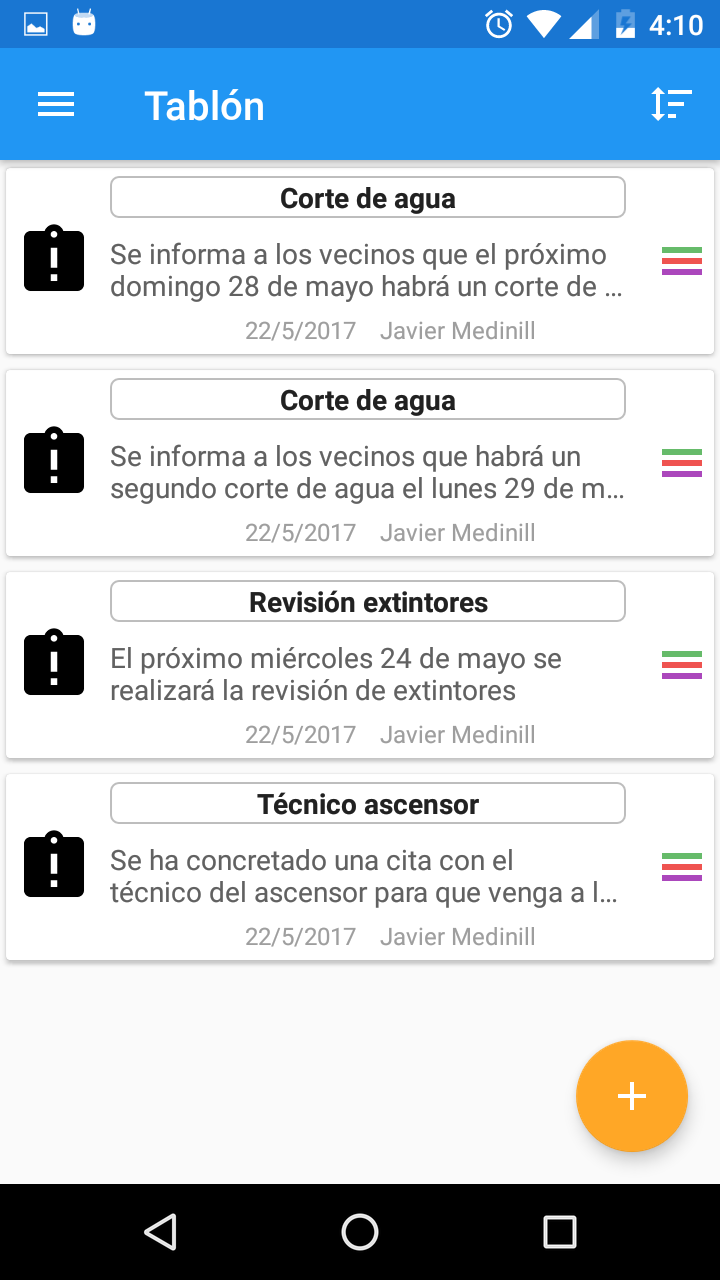 4:10
Tablón
Corte de agua
Se informa a los vecinos que el próximo
domingo 28 de mayo habrá un corte de ...
22/5/2017 Javier Medinill
Corte de agua
Se informa a los vecinos que habrá un
segundo corte de agua el lunes 29 de m...
22/5/2017 Javier Medinill
Revisión extintores
El próximo miércoles 24 de mayo se
realizará la revisión de extintores
22/5/2017 Javier Medinill
Técnico ascensor
Se ha concretado una cita con el
técnico del ascensor para que venga a l...
22/5/2017 Javier Medinill